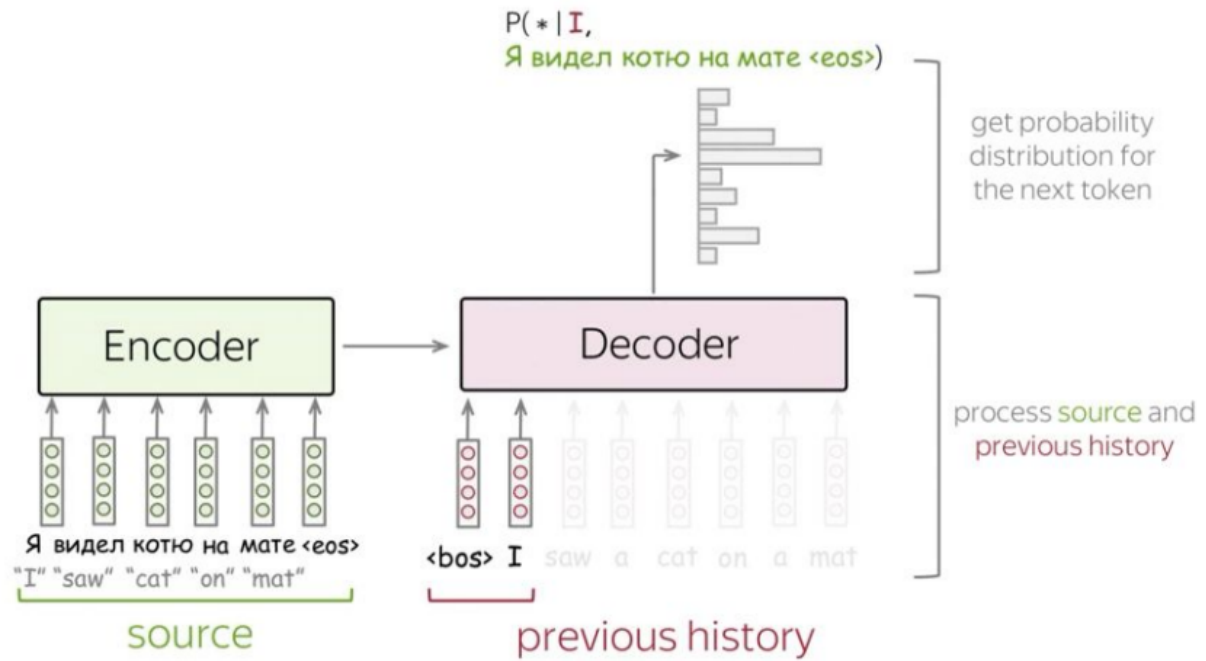 P( * | I,
Я видел котю на мате <eos>)
get probability
distribution for
the next token
Encoder
Decoder
process source and
previous history
Я видел котю на мате <eos>
"I" "saw" "cat" "on" "mat"
<bos> I saw a cat on a mat
source
previous history